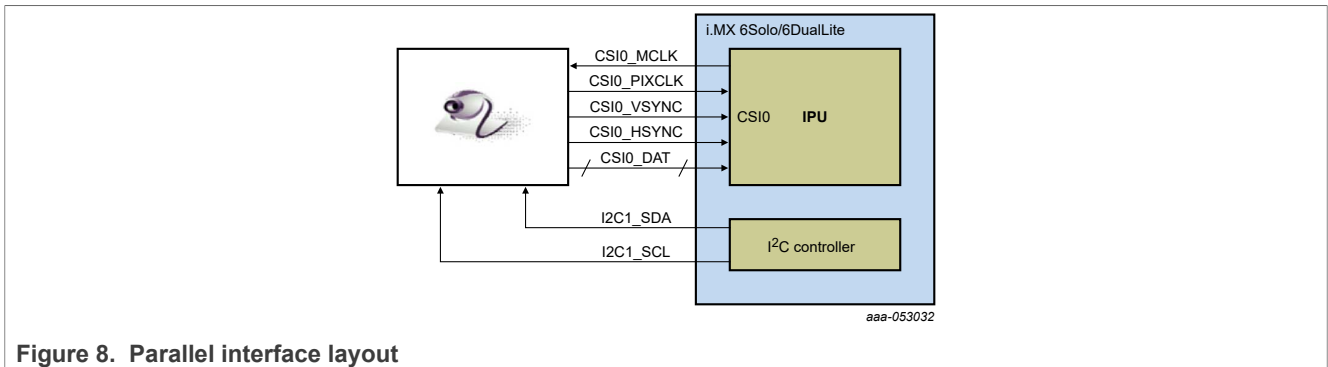 i.MX 6Solo/6DualLite
CSI0_MCLK
CSI0_PIXCLK
CSI0_VSYNC
CSI0 IPU
CSI0_HSYNC
CSI0_DAT
I2C1_SDA
I2C controller
I2C1_SCL
aaa-053032
Figure 8. Parallel interface layout